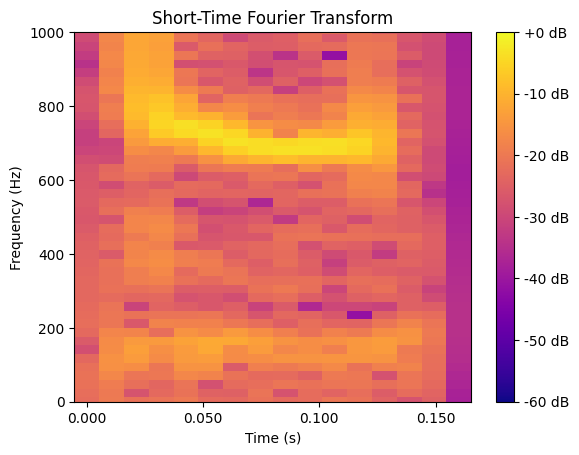 Short-Time Fourier Transform
1000
800
600
400
200
0
Frequency (Hz)
0.000
0.050
0.100
0.150
Time (s)
+0 dB
-10 dB
-20 dB
-30 dB
-40 dB
-50 dB
-60 dB